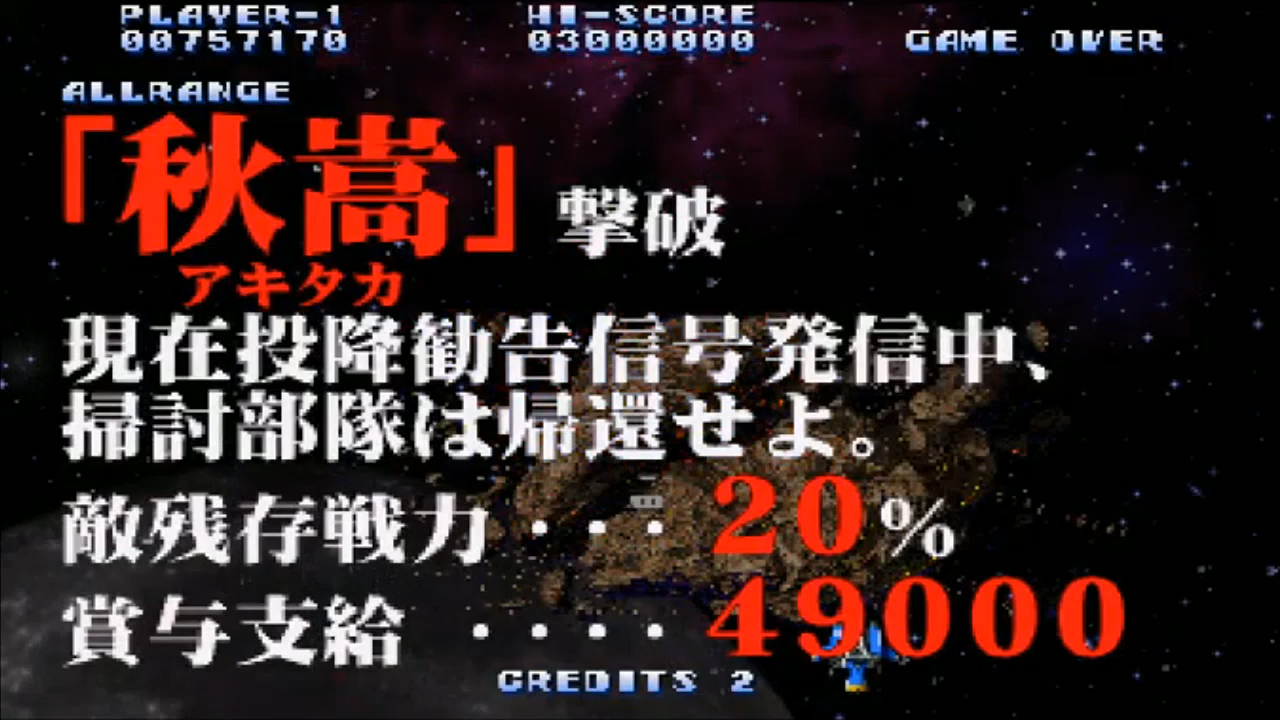 PLAYER-1 HI-SCORE
00757170 03000000 GAME OVER
ALLRANGE
「秋嵩」撃破
アキタカ
現在投降勧告信号発信中、
掃討部隊は帰還せよ。
敵残存戦力・・・20%
賞与支給・・・・49000
CREDITS 2